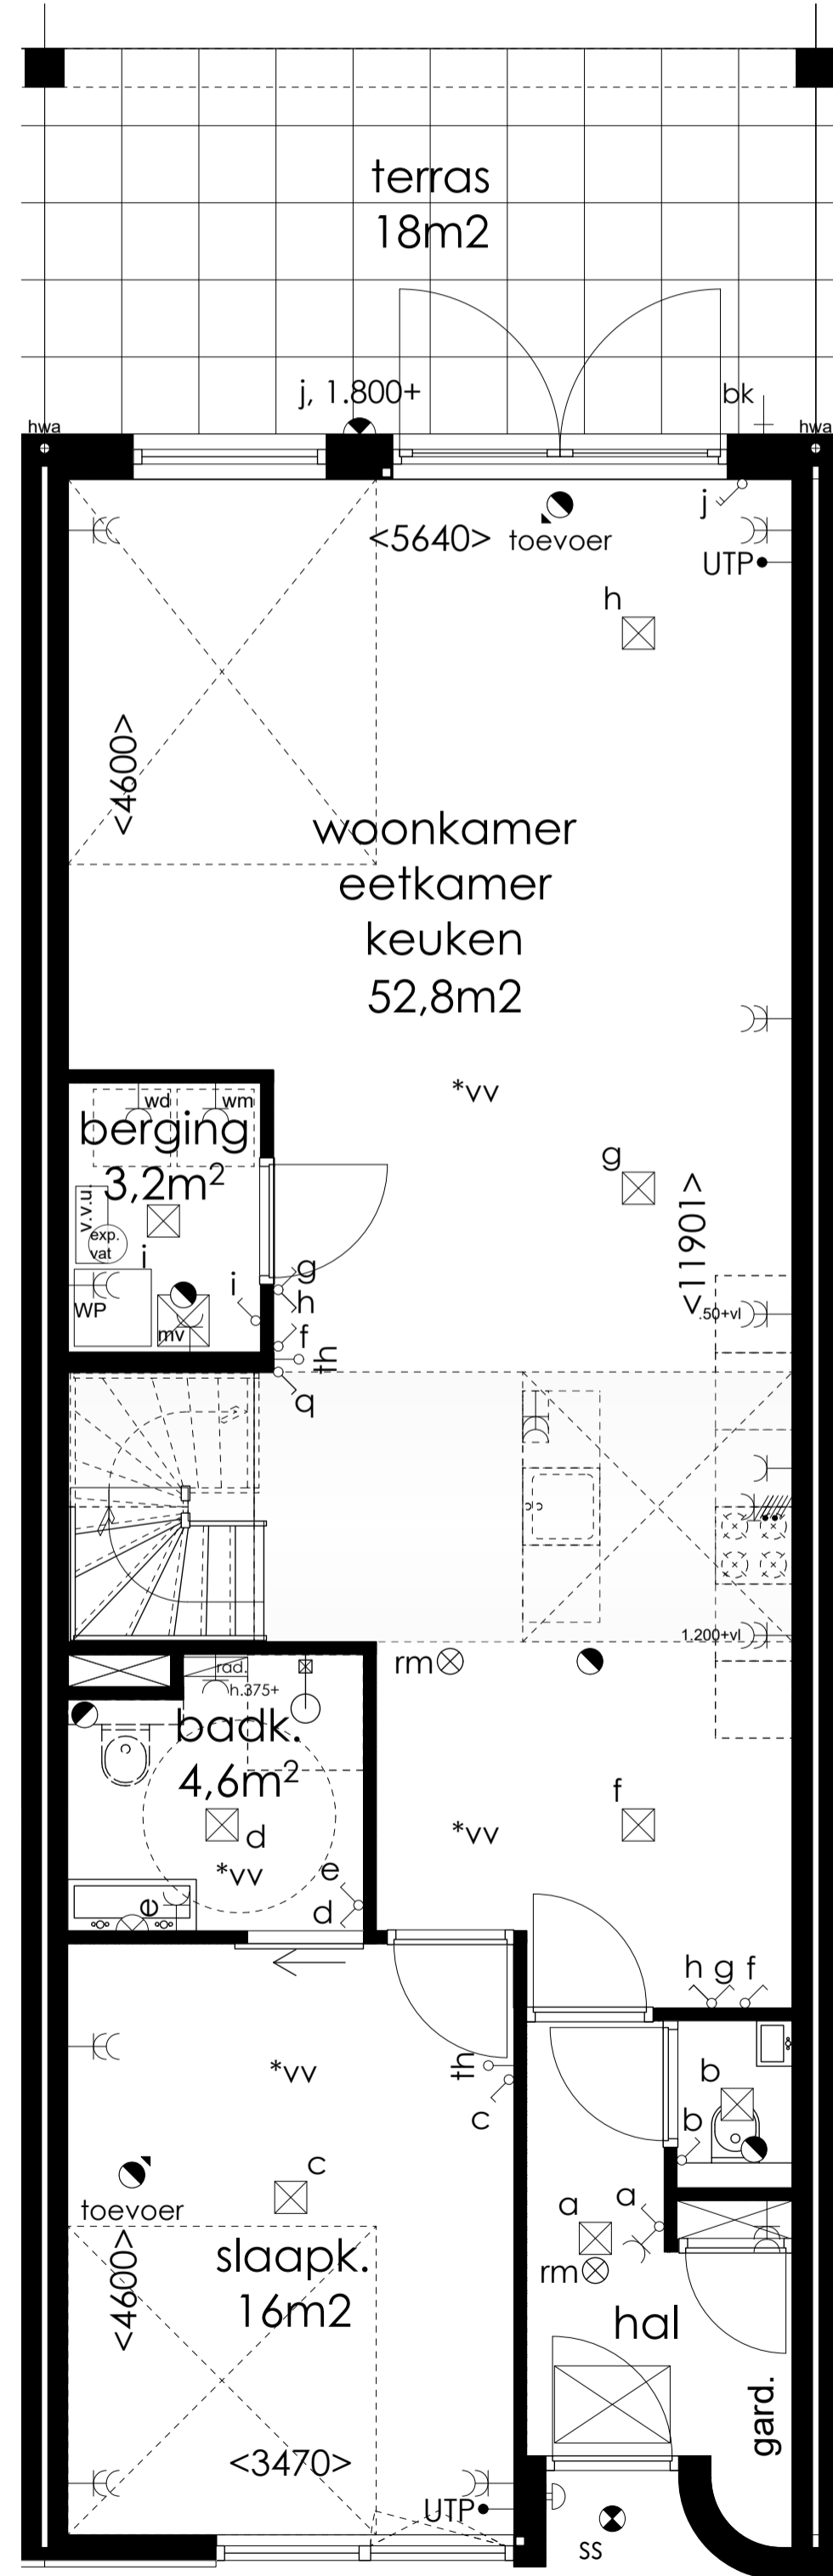 terras
18m2
j, 1.800+
bk
hwa
hwa
j
<5640>
toevoer
UTP
h
<4600>
woonkamer
eetkamer
keuken
52,8m2
*vv
wd
wm
berging
3,2m²
g
v.v.u.
exp.
vat
i
i
WP
mv
g
h
f
th
q
<11901>
.50+vl
1.200+vl
rm
rad.
h.375+
badk.
4,6m²
d
*vv
e
e
d
f
*vv
h g f
*vv
th
c
b
b
toevoer
c
a
a
rm
<4600>
slaapk.
16m2
hal
gard.
<3470>
UTP
ss